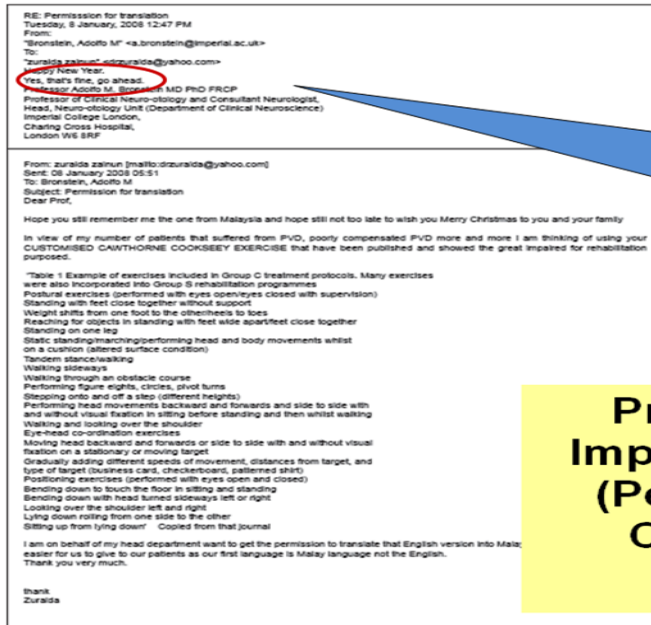 RE: Permisssion for translation
Tuesday, 8 January, 2008 12:47 PM
From:
"Bronstein, Adolfo M" <a.bronstein@imperial.ac.uk>
To:
"zuraida zainun" <drzuraida@yahoo.com>
Happy New Year.
Yes, that's fine, go ahead.
Professor Adolfo M. Bronstein MD PhD FRCP
Professor of Clinical Neuro-otology and Consultant Neurologist,
Head, Neuro-otology Unit (Department of Clinical Neuroscience)
Imperial College London,
Charing Cross Hospital,
London W6 8RF
From: zuraida zainun [mailto:drzuraida@yahoo.com]
Sent: 08 January 2008 05:51
To: Bronstein, Adolfo M
Subject: Permission for translation
Dear Prof,
Hope you still remember me the one from Malaysia and hope still not too late to wish you Merry Christmas to you and your family
In view of my number of patients that suffered from PVD, poorly compensated PVD more and more I am thinking of using your
CUSTOMISED CAWTHORNE COOKSEEY EXERCISE that have been published and showed the great impaired for rehabilitation
purposed.
"Table 1 Example of exercises included in Group C treatment protocols. Many exercises
were also incorporated into Group S rehabilitation programmes
Postural exercises (performed with eyes open/eyes closed with supervision)
Standing with feet close together without support
Weight shifts from one foot to the other/heels to toes
Reaching for objects in standing with feet wide apart/feet close together
Standing on one leg
Static standing/marching/performing head and body movements whilst
on a cushion (altered surface condition)
Tandem stance/walking
Walking sideways
Walking through an obstacle course
Performing figure eights, circles, pivot turns
Stepping onto and off a step (different heights)
Performing head movements backward and forwards and side to side with
and without visual fixation in sitting before standing and then whilst walking
Walking and looking over the shoulder
Eye-head co-ordination exercises
Moving head backward and forwards or side to side with and without visual
fixation on a stationary or moving target
Gradually adding different speeds of movement, distances from target, and
type of target (business card, checkerboard, patterned shirt)
Positioning exercises (performed with eyes open and closed)
Bending down to touch the floor in sitting and standing
Bending down with head turned sideways left or right
Looking over the shoulder left and right
Lying down rolling from one side to the other
Sitting up from lying down' Copied from that journal
I am on behalf of my head department want to get the permission to translate that English version into Malay
easier for us to give to our patients as our first language is Malay language not the English.
Thank you very much.
thank
Zuraida
Pr
Imp
(Pe
C